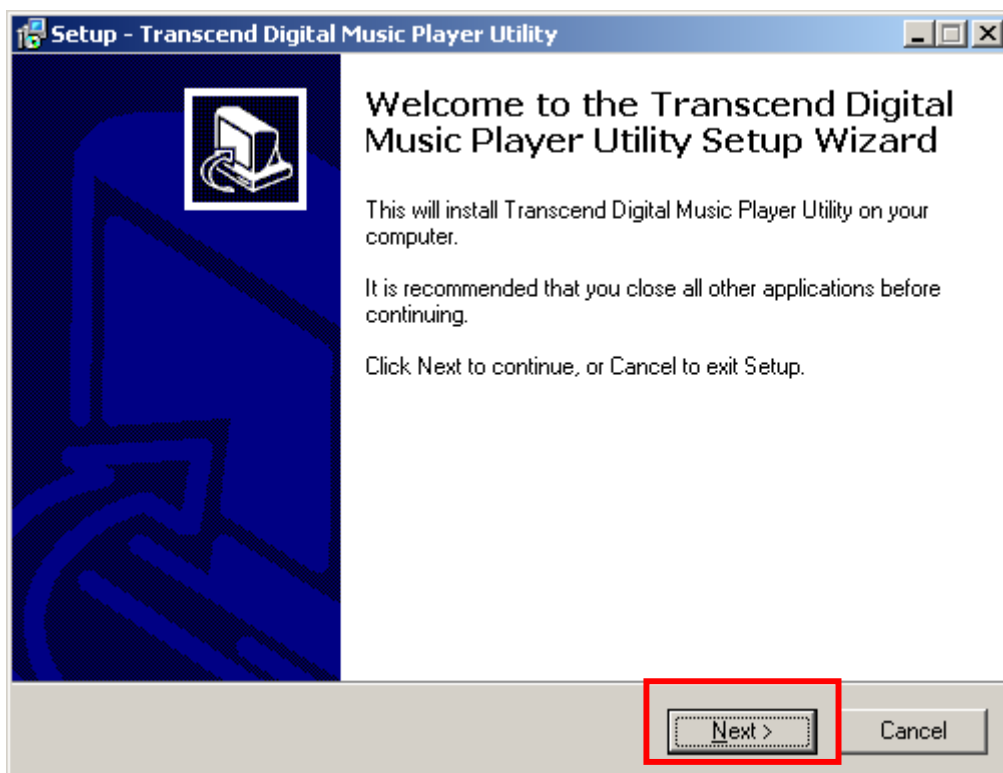 Setup - Transcend Digital Music Player Utility
Welcome to the Transcend Digital
Music Player Utility Setup Wizard
This will install Transcend Digital Music Player Utility on your
computer.
It is recommended that you close all other applications before
continuing.
Click Next to continue, or Cancel to exit Setup.
Next >
Cancel